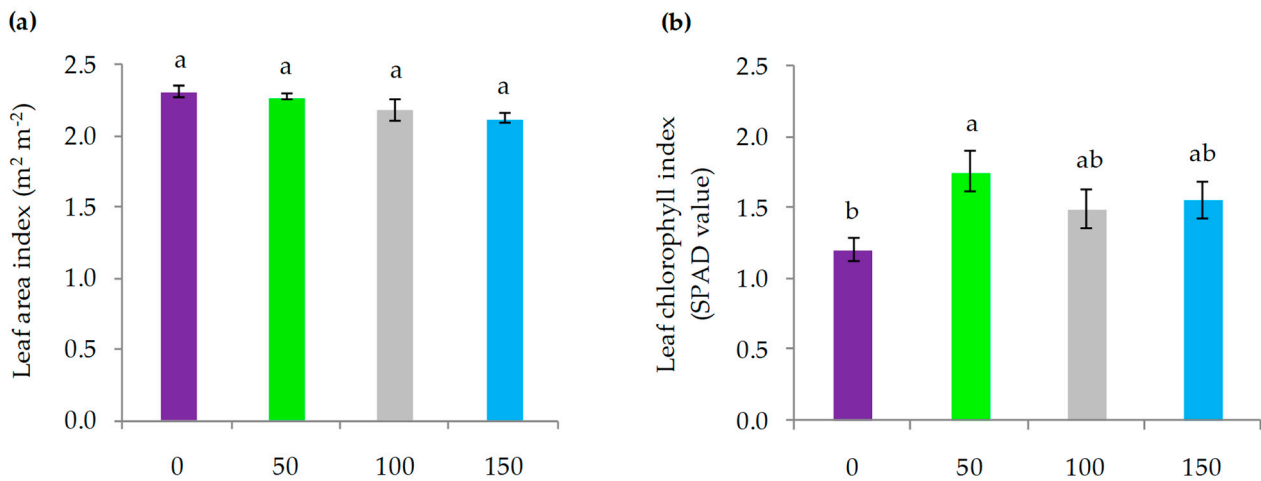 (a)
Leaf area index (m² m⁻²)
2.5
2.0
1.5
1.0
0.5
0.0
a
a
a
a
0
50
100
150
(b)
Leaf chlorophyll index
(SPAD value)
2.5
2.0
1.5
1.0
0.5
0.0
b
a
ab
ab
0
50
100
150